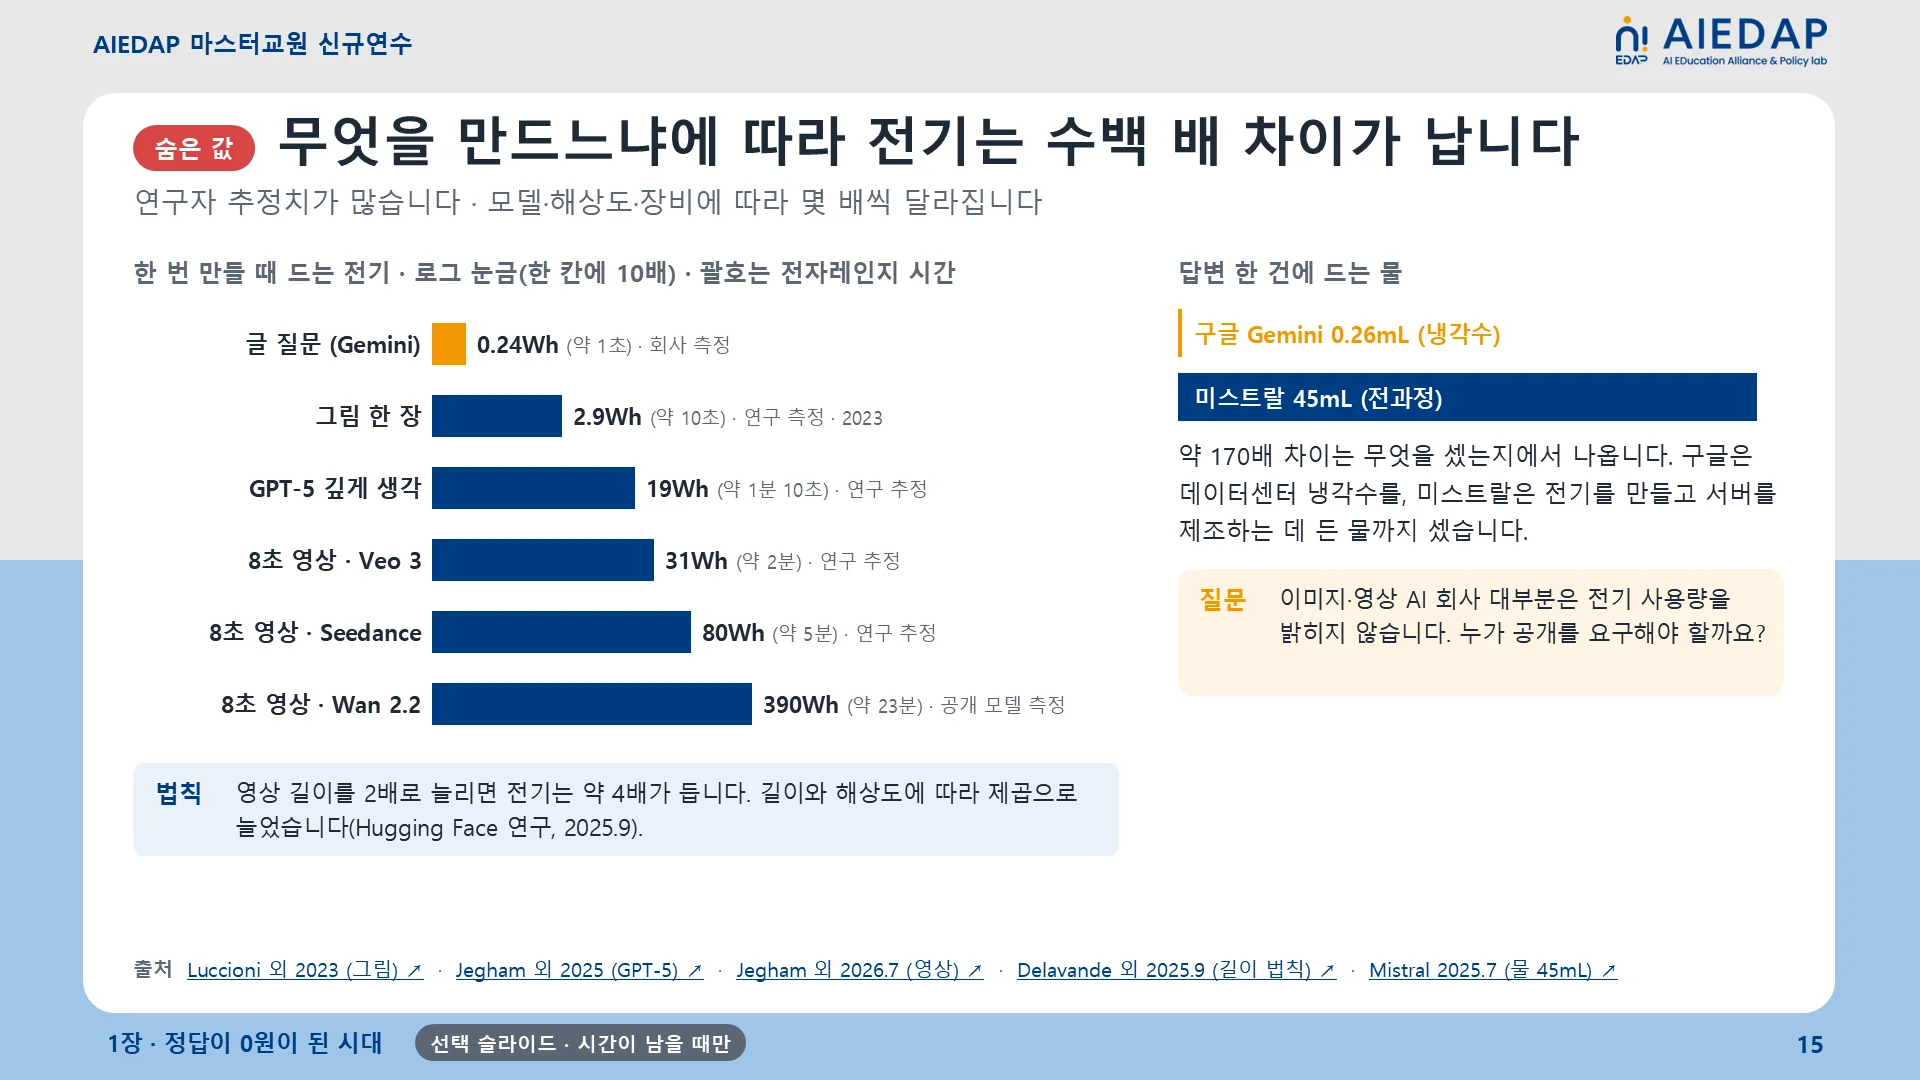 AIEDAP 마스터교원 신규연수
EDAP
AIEDAP
AI EDucation Alliance & Policy lab
숨은 값
무엇을 만드느냐에 따라 전기는 수백 배 차이가 납니다
연구자 추정치가 많습니다 · 모델·해상도·장비에 따라 몇 배씩 달라집니다
한 번 만들 때 드는 전기 · 로그 눈금(한 칸에 10배) · 괄호는 전자레인지 시간
글 질문 (Gemini) 0.24Wh (약 1초) · 회사 측정
그림 한 장 2.9Wh (약 10초) · 연구 측정 · 2023
GPT-5 깊게 생각 19Wh (약 1분 10초) · 연구 추정
8초 영상 · Veo 3 31Wh (약 2분) · 연구 추정
8초 영상 · Seedance 80Wh (약 5분) · 연구 추정
8초 영상 · Wan 2.2 390Wh (약 23분) · 공개 모델 측정
법칙 영상 길이를 2배로 늘리면 전기는 약 4배가 듭니다. 길이와 해상도에 따라 제곱으로
늘었습니다(Hugging Face 연구, 2025.9).
답변 한 건에 드는 물
구글 Gemini 0.26mL (냉각수)
미스트랄 45mL (전과정)
약 170배 차이는 무엇을 셌는지에서 나옵니다. 구글은
데이터센터 냉각수를, 미스트랄은 전기를 만들고 서버를
제조하는 데 든 물까지 셌습니다.
질문 이미지·영상 AI 회사 대부분은 전기 사용량을
밝히지 않습니다. 누가 공개를 요구해야 할까요?
출처 Luccioni 외 2023 (그림) ↗ · Jegham 외 2025 (GPT-5) ↗ · Jegham 외 2026.7 (영상) ↗ · Delavande 외 2025.9 (길이 법칙) ↗ · Mistral 2025.7 (물 45mL) ↗
1장 · 정답이 0원이 된 시대
선택 슬라이드 · 시간이 남을 때만
15